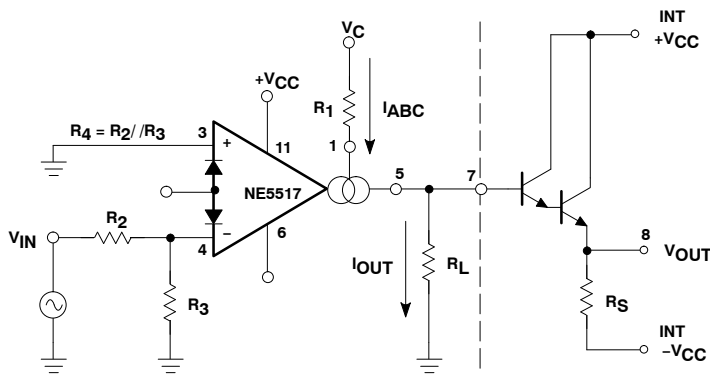 INT
+VCC
VC
+VCC
R1
IABC
R4 = R2//R3
3
+
11
1
NE5517
5
7
VIN
R2
4
−
6
R3
IOUT
RL
8
VOUT
RS
INT
−VCC